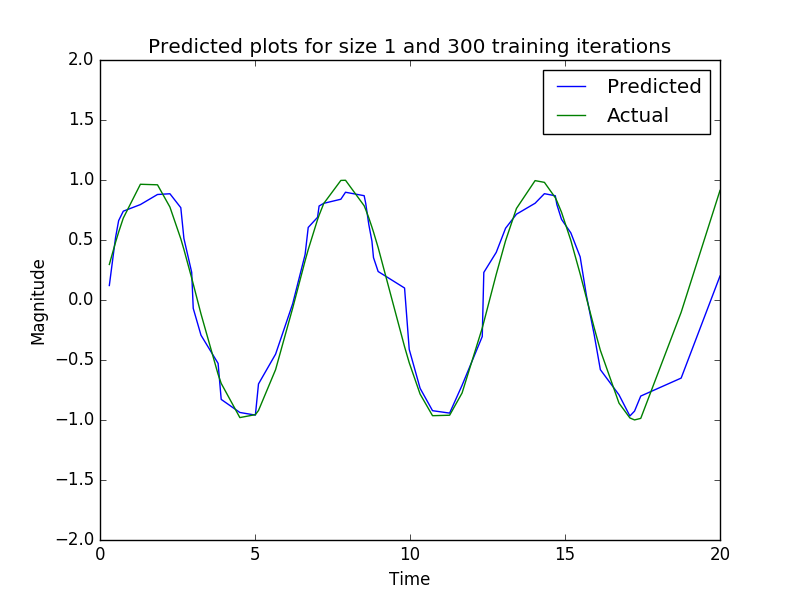 Predicted plots for size 1 and 300 training iterations
2.0
1.5
1.0
0.5
0.0
−0.5
−1.0
−1.5
−2.0
Magnitude
Predicted
Actual
0 5 10 15 20
Time